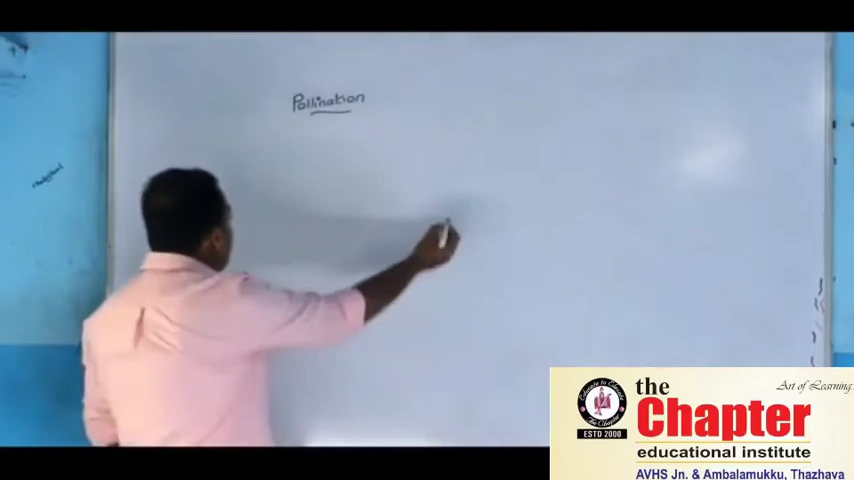 Pollination
the
Art of Learning
Chapter
ESTD 2000
educational institute
AVHS Jn. & Ambalamukku, Thazhava